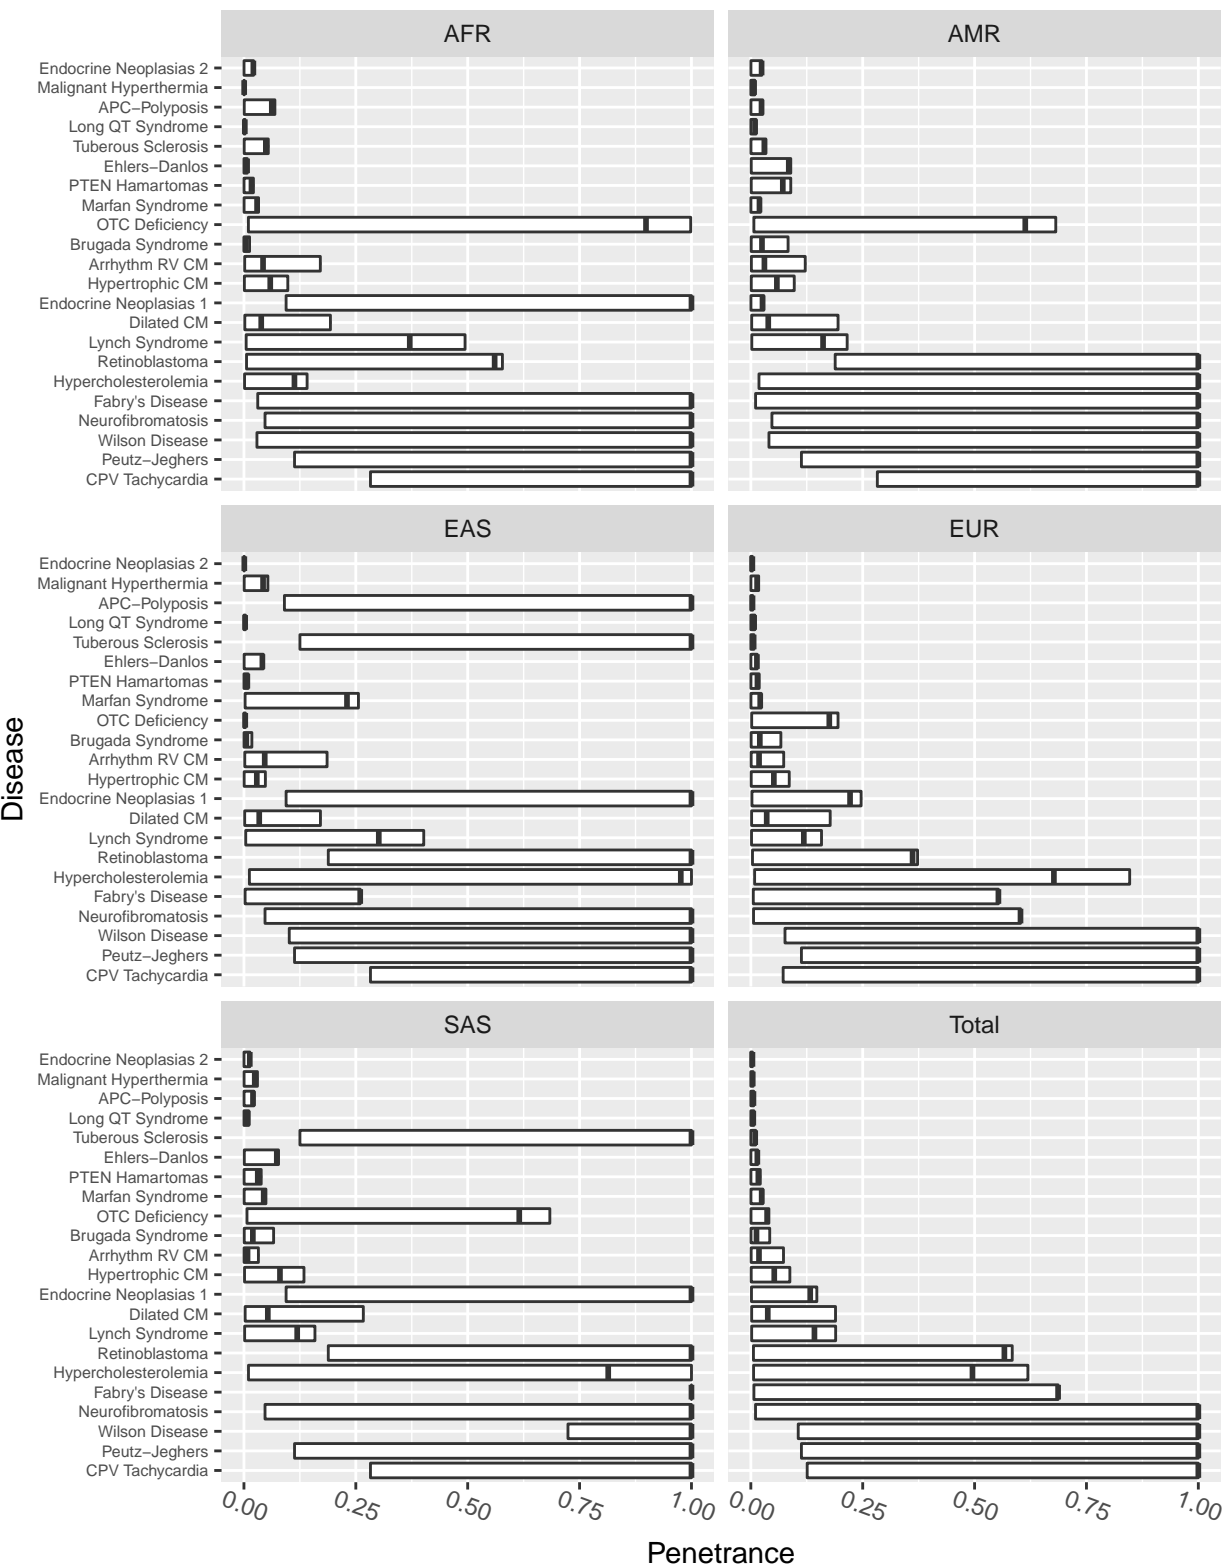 AFR
AMR
Endocrine Neoplasias 2
Malignant Hyperthermia
APC−Polyposis
Long QT Syndrome
Tuberous Sclerosis
Ehlers−Danlos
PTEN Hamartomas
Marfan Syndrome
OTC Deficiency
Brugada Syndrome
Arrhythm RV CM
Hypertrophic CM
Endocrine Neoplasias 1
Dilated CM
Lynch Syndrome
Retinoblastoma
Hypercholesterolemia
Fabry's Disease
Neurofibromatosis
Wilson Disease
Peutz−Jeghers
CPV Tachycardia
EAS
EUR
Endocrine Neoplasias 2
Malignant Hyperthermia
APC−Polyposis
Long QT Syndrome
Tuberous Sclerosis
Ehlers−Danlos
PTEN Hamartomas
Marfan Syndrome
OTC Deficiency
Brugada Syndrome
Arrhythm RV CM
Hypertrophic CM
Endocrine Neoplasias 1
Dilated CM
Lynch Syndrome
Retinoblastoma
Hypercholesterolemia
Fabry's Disease
Neurofibromatosis
Wilson Disease
Peutz−Jeghers
CPV Tachycardia
Disease
SAS
Total
Endocrine Neoplasias 2
Malignant Hyperthermia
APC−Polyposis
Long QT Syndrome
Tuberous Sclerosis
Ehlers−Danlos
PTEN Hamartomas
Marfan Syndrome
OTC Deficiency
Brugada Syndrome
Arrhythm RV CM
Hypertrophic CM
Endocrine Neoplasias 1
Dilated CM
Lynch Syndrome
Retinoblastoma
Hypercholesterolemia
Fabry's Disease
Neurofibromatosis
Wilson Disease
Peutz−Jeghers
CPV Tachycardia
0.00 0.25 0.50 0.75 1.00 0.00 0.25 0.50 0.75 1.00
Penetrance